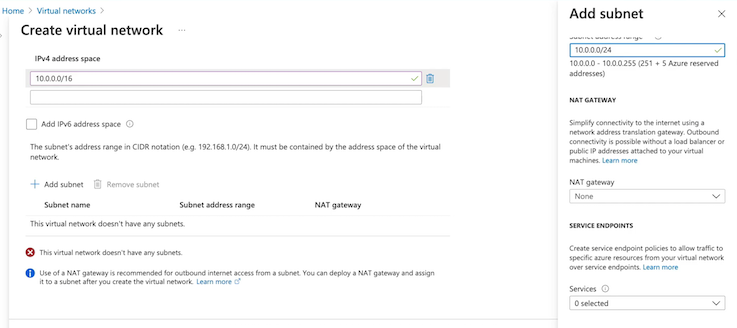 Home > Virtual networks >
Create virtual network ...
IPv4 address space
10.0.0.0/16
Add IPv6 address space
The subnet's address range in CIDR notation (e.g. 192.168.1.0/24). It must be contained by the address space of the virtual
network.
+ Add subnet Remove subnet
Subnet name Subnet address range NAT gateway
This virtual network doesn't have any subnets.
This virtual network doesn't have any subnets.
Use of a NAT gateway is recommended for outbound internet access from a subnet. You can deploy a NAT gateway and assign
it to a subnet after you create the virtual network. Learn more
Add subnet
Subnet address range
10.0.0.0/24
10.0.0.0 - 10.0.0.255 (251 + 5 Azure reserved
addresses)
NAT GATEWAY
Simplify connectivity to the internet using a
network address translation gateway. Outbound
connectivity is possible without a load balancer or
public IP addresses attached to your virtual
machines. Learn more
NAT gateway
None
SERVICE ENDPOINTS
Create service endpoint policies to allow traffic to
specific azure resources from your virtual network
over service endpoints. Learn more
Services
0 selected